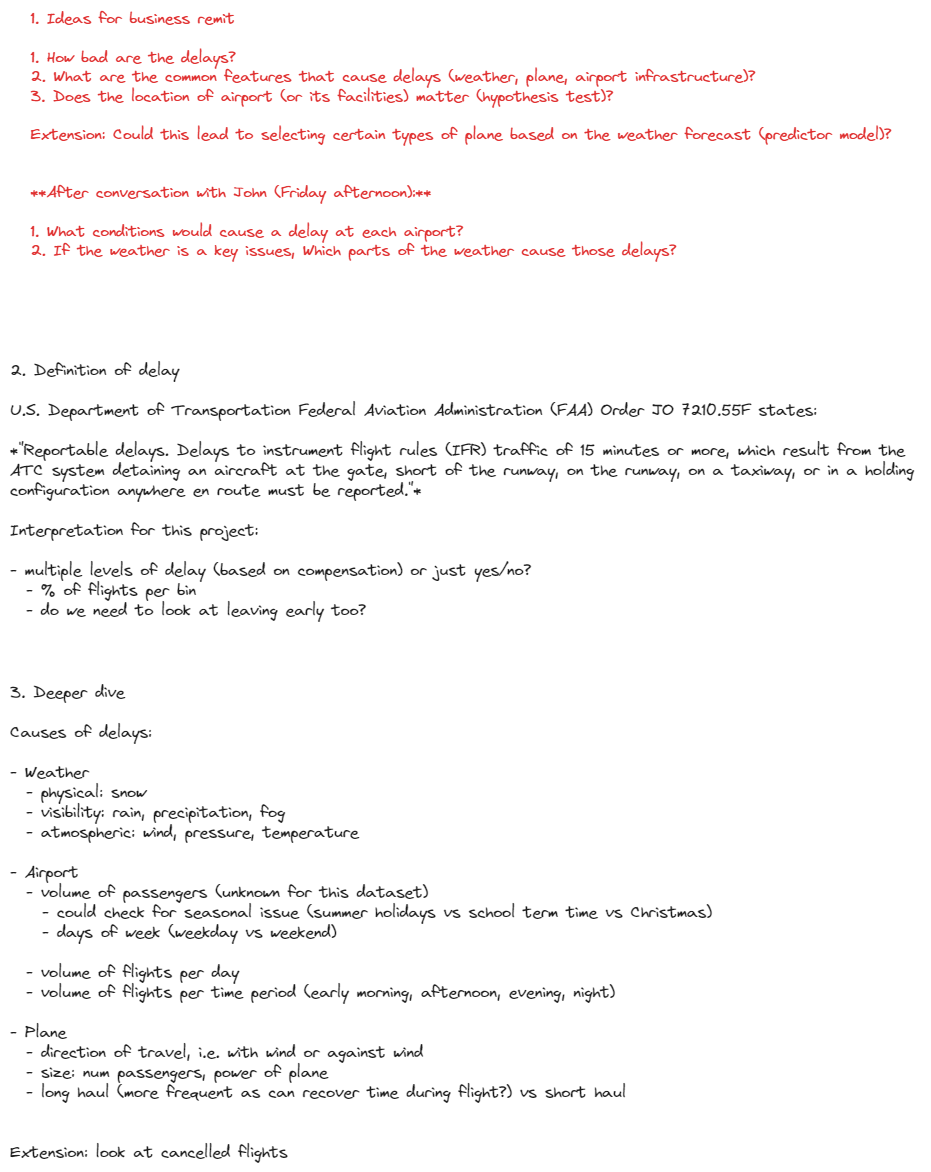 1. Ideas for business remit
1. How bad are the delays?
2. What are the common features that cause delays (weather, plane, airport infrastructure)?
3. Does the location of airport (or its facilities) matter (hypothesis test)?
Extension: Could this lead to selecting certain types of plane based on the weather forecast (predictor model)?
**After conversation with John (Friday afternoon):**
1. What conditions would cause a delay at each airport?
2. If the weather is a key issues, Which parts of the weather cause those delays?
2. Definition of delay
U.S. Department of Transportation Federal Aviation Administration (FAA) Order JO 7210.55F states:
*"Reportable delays. Delays to instrument flight rules (IFR) traffic of 15 minutes or more, which result from the
ATC system detaining an aircraft at the gate, short of the runway, on the runway, on a taxiway, or in a holding
configuration anywhere en route must be reported."*
Interpretation for this project:
- multiple levels of delay (based on compensation) or just yes/no?
- % of flights per bin
- do we need to look at leaving early too?
3. Deeper dive
Causes of delays:
- Weather
- physical: snow
- visibility: rain, precipitation, fog
- atmospheric: wind, pressure, temperature
- Airport
- volume of passengers (unknown for this dataset)
- could check for seasonal issue (summer holidays vs school term time vs Christmas)
- days of week (weekday vs weekend)
- volume of flights per day
- volume of flights per time period (early morning, afternoon, evening, night)
- Plane
- direction of travel, i.e. with wind or against wind
- size: num passengers, power of plane
- long haul (more frequent as can recover time during flight?) vs short haul
Extension: look at cancelled flights